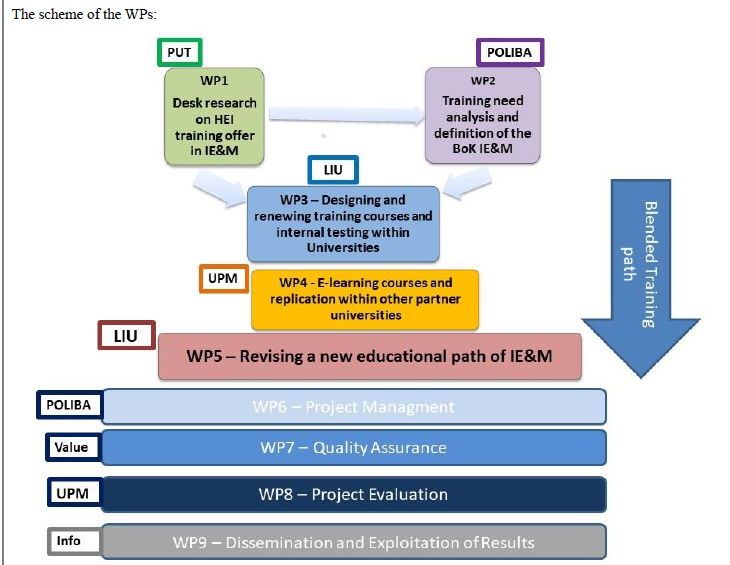 The scheme of the WPs:
PUT
POLIBA
WP1
Desk research
on HEI
training offer
in IE&M
WP2
Training need
analysis and
definition of the
BoK IE&M
LIU
WP3 – Designing and
renewing training courses and
internal testing within
Universities
Blended Training
path
UPM
WP4 - E-learning courses and
replication within other partner
universities
LIU
WP5 – Revising a new educational path of IE&M
POLIBA
WP6 – Project Managment
Value
WP7 – Quality Assurance
UPM
WP8 – Project Evaluation
Info
WP9 – Dissemination and Exploitation of Results